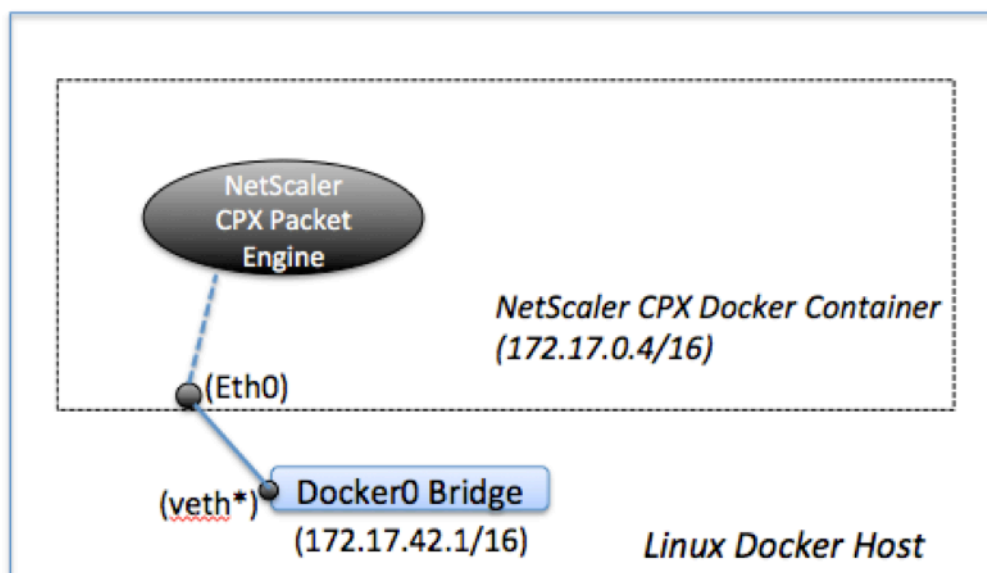 NetScaler
CPX Packet
Engine
NetScaler CPX Docker Container
(172.17.0.4/16)
(Eth0)
(veth*)
Docker0 Bridge
(172.17.42.1/16)
Linux Docker Host